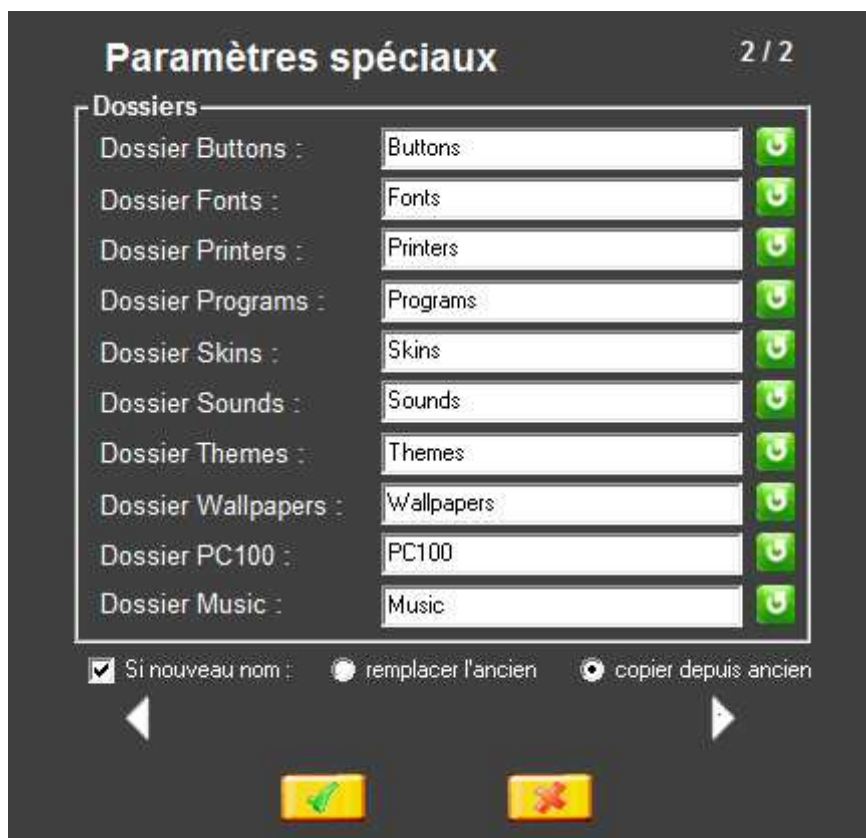 Paramètres spéciaux 2 / 2
Dossiers
Dossier Buttons : Buttons
Dossier Fonts : Fonts
Dossier Printers : Printers
Dossier Programs : Programs
Dossier Skins : Skins
Dossier Sounds : Sounds
Dossier Themes : Themes
Dossier Wallpapers : Wallpapers
Dossier PC100 : PC100
Dossier Music : Music
Si nouveau nom : remplacer l'ancien copier depuis ancien